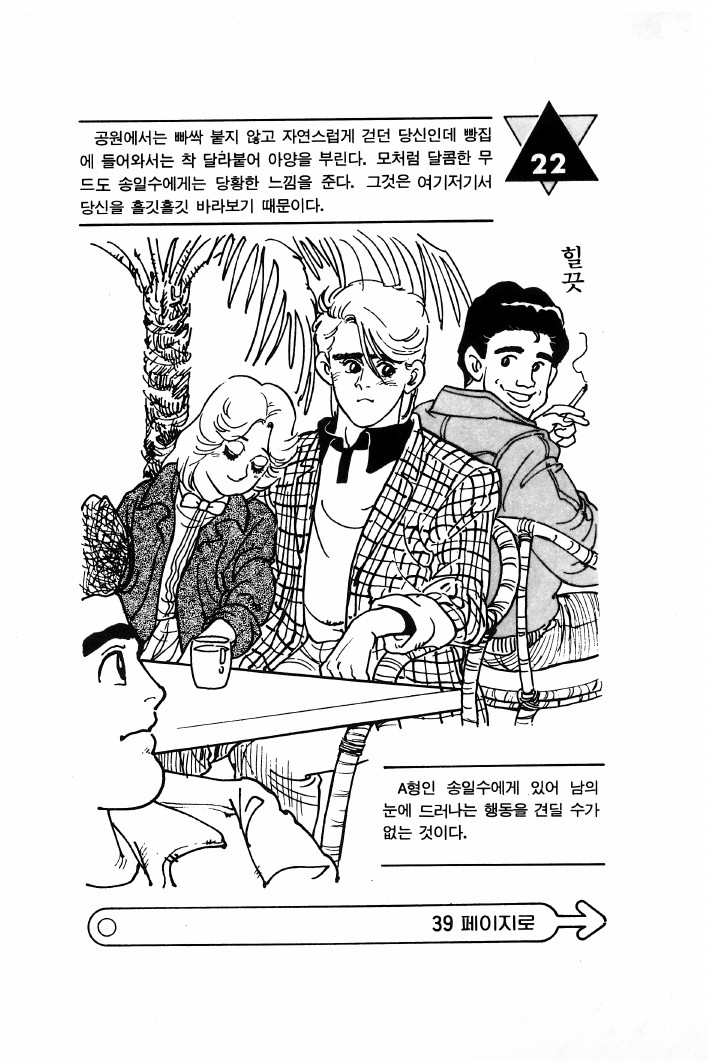 공원에서는 빠싹 붙지 않고 자연스럽게 걷던 당신인데 빵집
에 들어와서는 착 달라붙어 아양을 부린다. 모처럼 달콤한 무
드도 송일수에게는 당황한 느낌을 준다. 그것은 여기저기서
당신을 흘깃흘깃 바라보기 때문이다.
22
힐
끗
A형인 송일수에게 있어 남의
눈에 드러나는 행동을 견딜 수가
없는 것이다.
39 페이지로